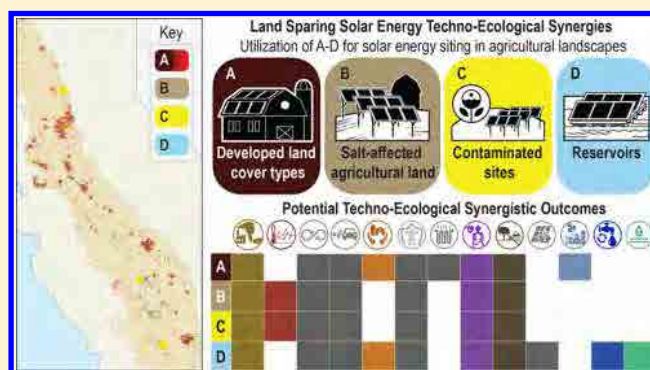 Key
A
B
C
D
Land Sparing Solar Energy Techno-Ecological Synergies
Utilization of A-D for solar energy siting in agricultural landscapes
A
Developed land
cover types
B
Salt-affected
agricultural land
C
Contaminated
sites
D
Reservoirs
Potential Techno-Ecological Synergistic Outcomes
A
B
C
D